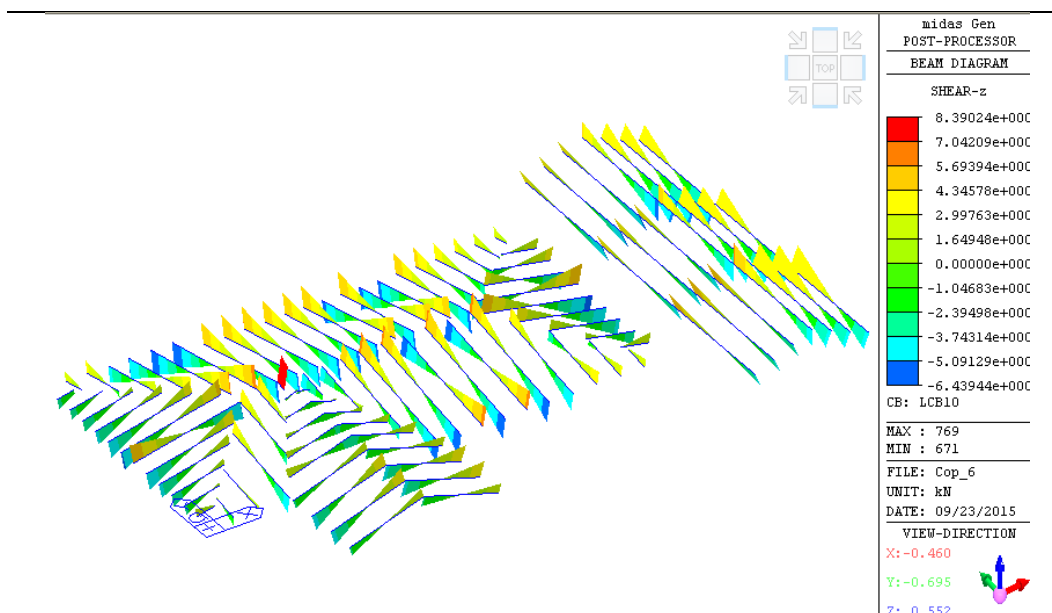 TOP
midas Gen
POST-PROCESSOR
BEAM DIAGRAM
SHEAR-z
8.39024e+000
7.04209e+000
5.69394e+000
4.34578e+000
2.99763e+000
1.64948e+000
0.00000e+000
-1.04683e+000
-2.39498e+000
-3.74314e+000
-5.09129e+000
-6.43944e+000
CB: LCB10
MAX : 769
MIN : 671
FILE: Cop_6
UNIT: kN
DATE: 09/23/2015
VIEW-DIRECTION
X:-0.460
Y:-0.695
Z: 0.552